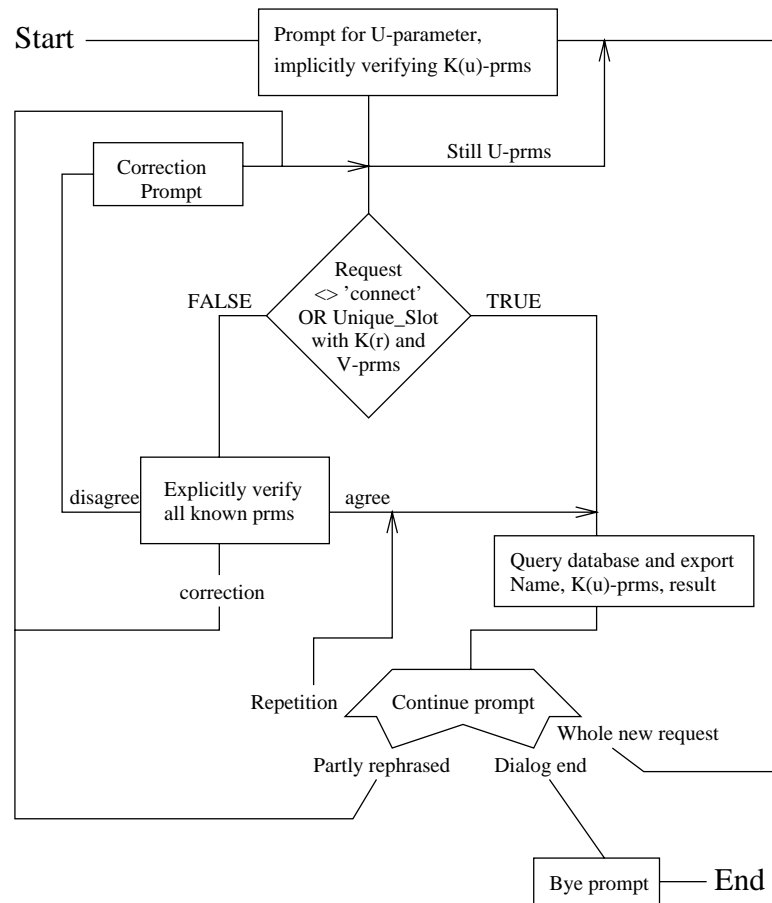 Start
Prompt for U-parameter,
implicitly verifying K(u)-prms
Still U-prms
Correction
Prompt
Request
<> ’connect’
OR Unique_Slot
with K(r) and
V-prms
FALSE
TRUE
disagree
Explicitly verify
all known prms
agree
correction
Query database and export
Name, K(u)-prms, result
Repetition
Continue prompt
Whole new request
Partly rephrased
Dialog end
Bye prompt
End